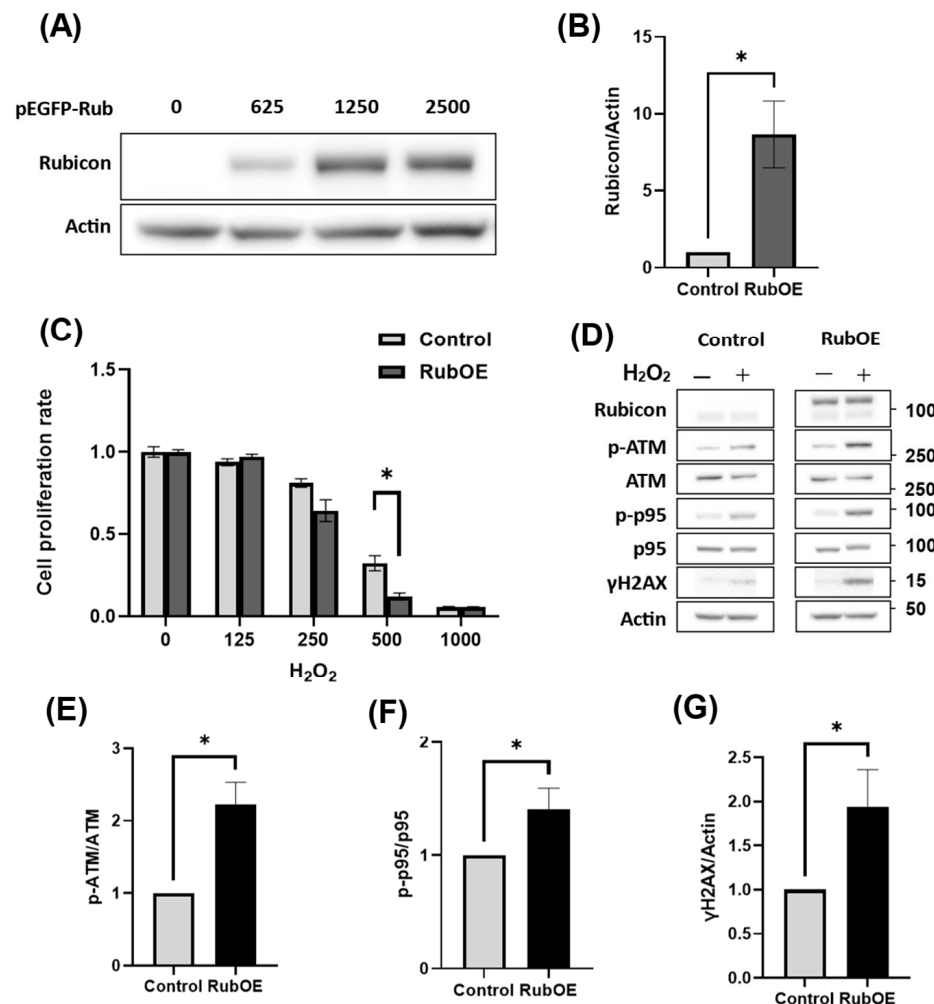 (A)
pEGFP-Rub 0 625 1250 2500
Rubicon
Actin
(B)
15
10
5
0
Rubicon/Actin
*
Control RubOE
(C)
Control
RubOE
1.5
1.0
0.5
0.0
Cell proliferation rate
*
0 125 250 500 1000
H₂O₂
(D)
Control RubOE
H₂O₂ — + — +
Rubicon 100
p-ATM 250
ATM 250
p-p95 100
p95 100
γH2AX 15
Actin 50
(E)
3
2
1
0
p-ATM/ATM
*
Control RubOE
(F)
2
1
0
p-p95/p95
*
Control RubOE
(G)
2.5
2.0
1.5
1.0
0.5
0.0
γH2AX/Actin
*
Control RubOE